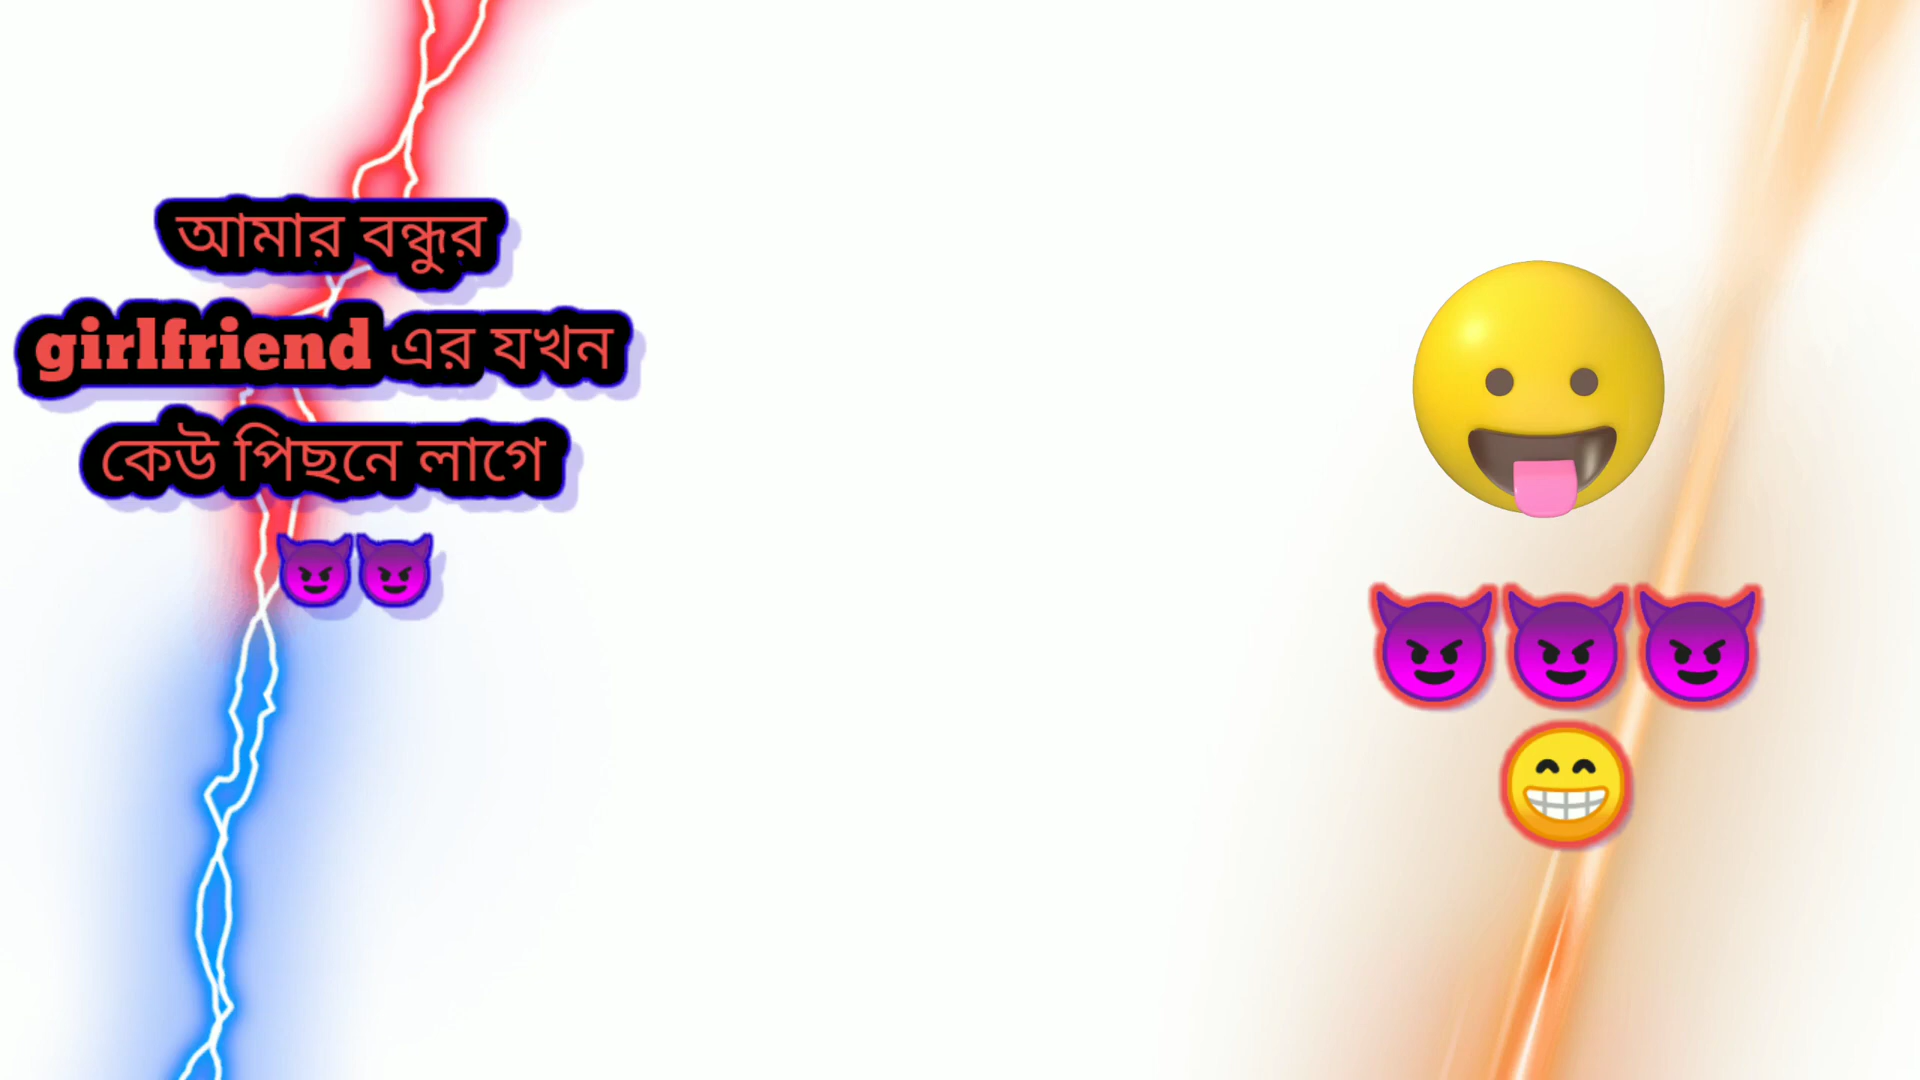 আমার বন্ধুর
girlfriend এর যখন
কেউ পিছনে লাগে
😈😈
😈😈😈
😁